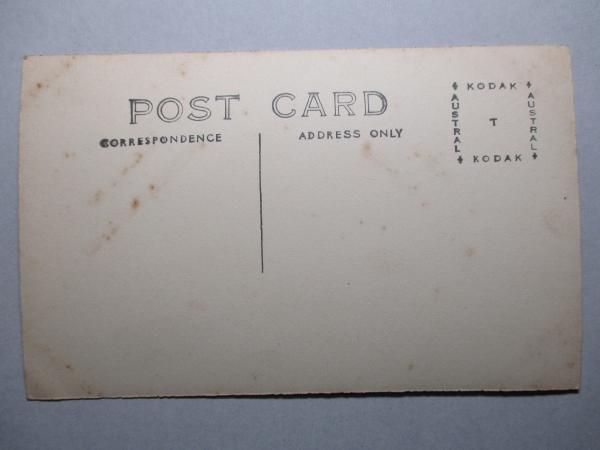 POST CARD
CORRESPONDENCE
ADDRESS ONLY
KODAK
AUSTRAL
T
AUSTRAL
KODAK